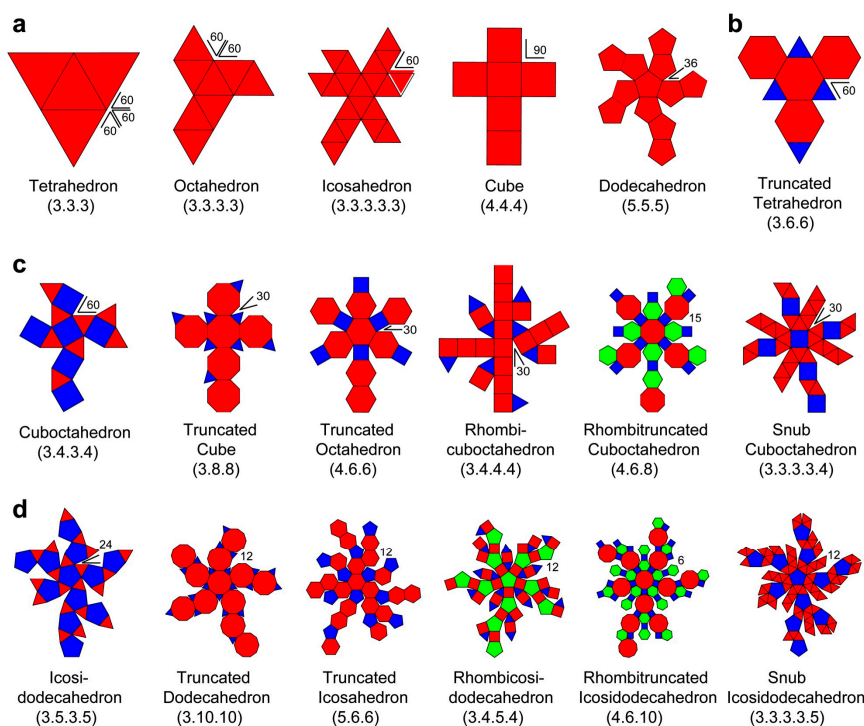 a
60
60
60
60
60
60
90
36
Tetrahedron
(3.3.3)
Octahedron
(3.3.3.3)
Icosahedron
(3.3.3.3.3)
Cube
(4.4.4)
Dodecahedron
(5.5.5)
b
60
Truncated
Tetrahedron
(3.6.6)
c
60
30
30
30
15
30
Cuboctahedron
(3.4.3.4)
Truncated
Cube
(3.8.8)
Truncated
Octahedron
(4.6.6)
Rhombi-
cuboctahedron
(3.4.4.4)
Rhombitruncated
Cuboctahedron
(4.6.8)
Snub
Cuboctahedron
(3.3.3.3.4)
d
24
12
12
12
6
12
Icosi-
dodecahedron
(3.5.3.5)
Truncated
Dodecahedron
(3.10.10)
Truncated
Icosahedron
(5.6.6)
Rhombicosi-
dodecahedron
(3.4.5.4)
Rhombitruncated
Icosidodecahedron
(4.6.10)
Snub
Icosidodecahedron
(3.3.3.3.5)